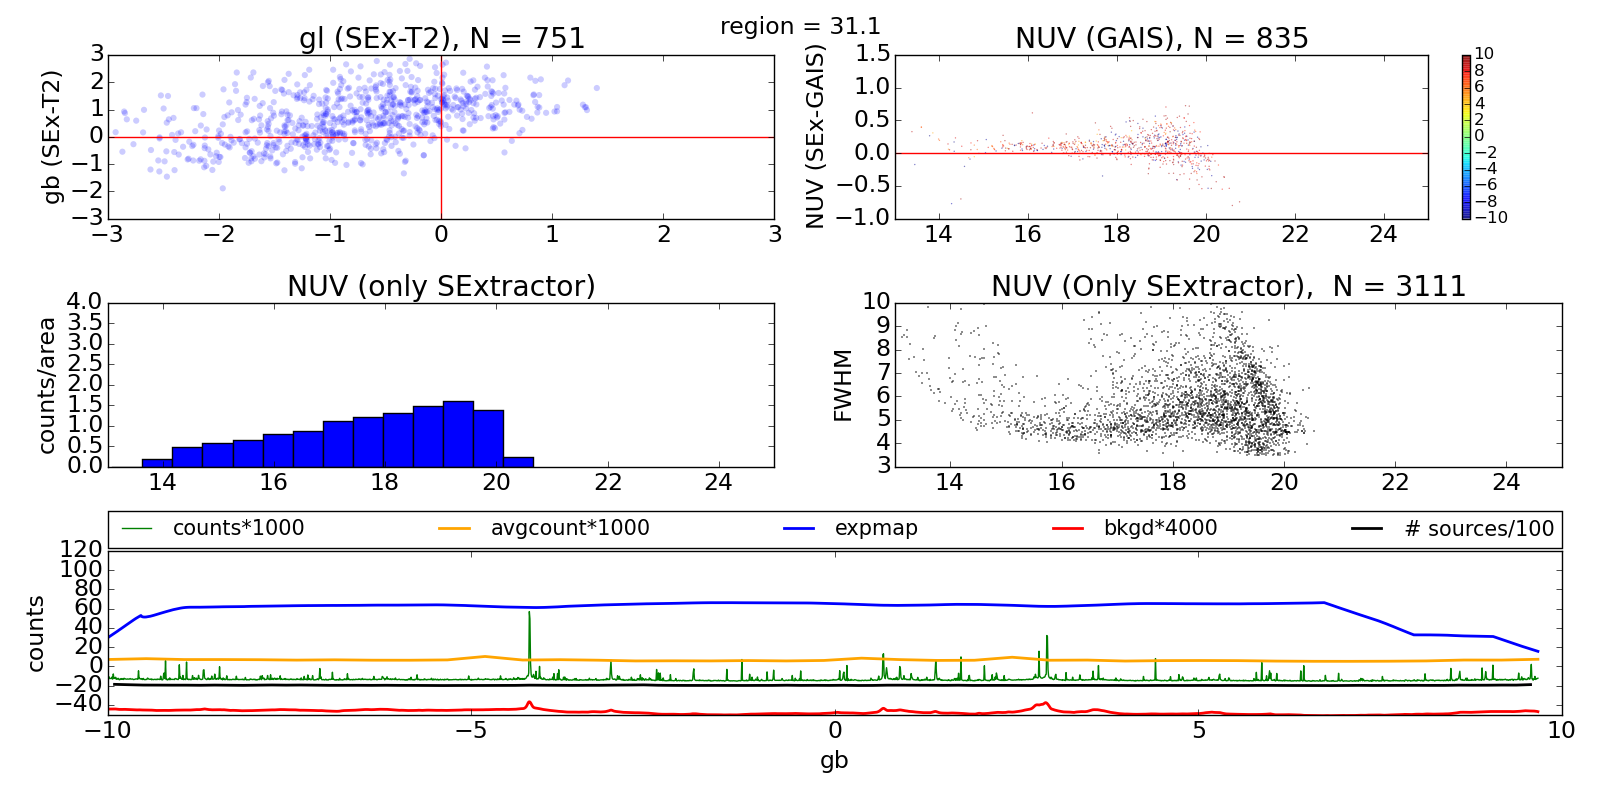 region = 31.1
gl (SEx-T2), N = 751
gb (SEx-T2)
3
2
1
0
−1
−2
−3
−3 −2 −1 0 1 2 3
NUV (GAIS), N = 835
NUV (SEx-GAIS)
1.5
1.0
0.5
0.0
−0.5
−1.0
14 16 18 20 22 24
10
8
6
4
2
0
−2
−4
−6
−8
−10
NUV (only SExtractor)
counts/area
4.0
3.5
3.0
2.5
2.0
1.5
1.0
0.5
0.0
14 16 18 20 22 24
NUV (Only SExtractor),  N = 3111
FWHM
10
9
8
7
6
5
4
3
14 16 18 20 22 24
counts*1000 avgcount*1000 expmap bkgd*4000 # sources/100
counts
120
100
80
60
40
20
0
−20
−40
−10 −5 0 5 10
gb